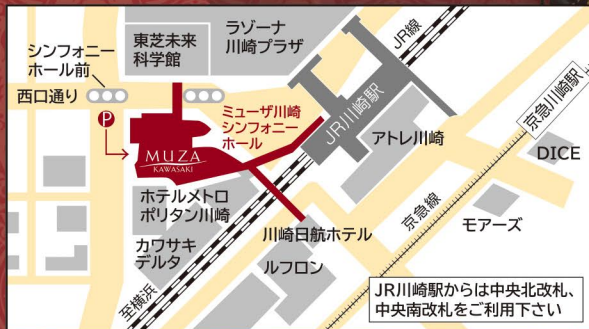 ラゾーナ
川崎プラザ
東芝未来
科学館
シンフォニー
ホール前
西口通り
P
JR線
JR川崎駅
ミューザ川崎
シンフォニー
ホール
MUZA
KAWASAKI
アトレ川崎
京急川崎駅
DICE
京急線
モアーズ
ホテルメトロ
ポリタン川崎
カワサキ
デルタ
川崎日航ホテル
ルフロン
至横浜
JR川崎駅からは中央北改札、
中央南改札をご利用下さい